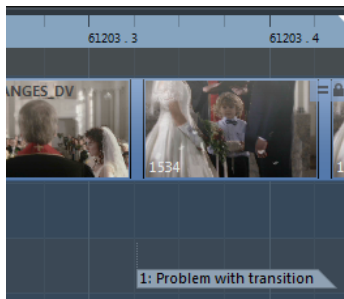 61203 . 3
61203 . 4
ANGES_DV
1534
1: Problem with transition